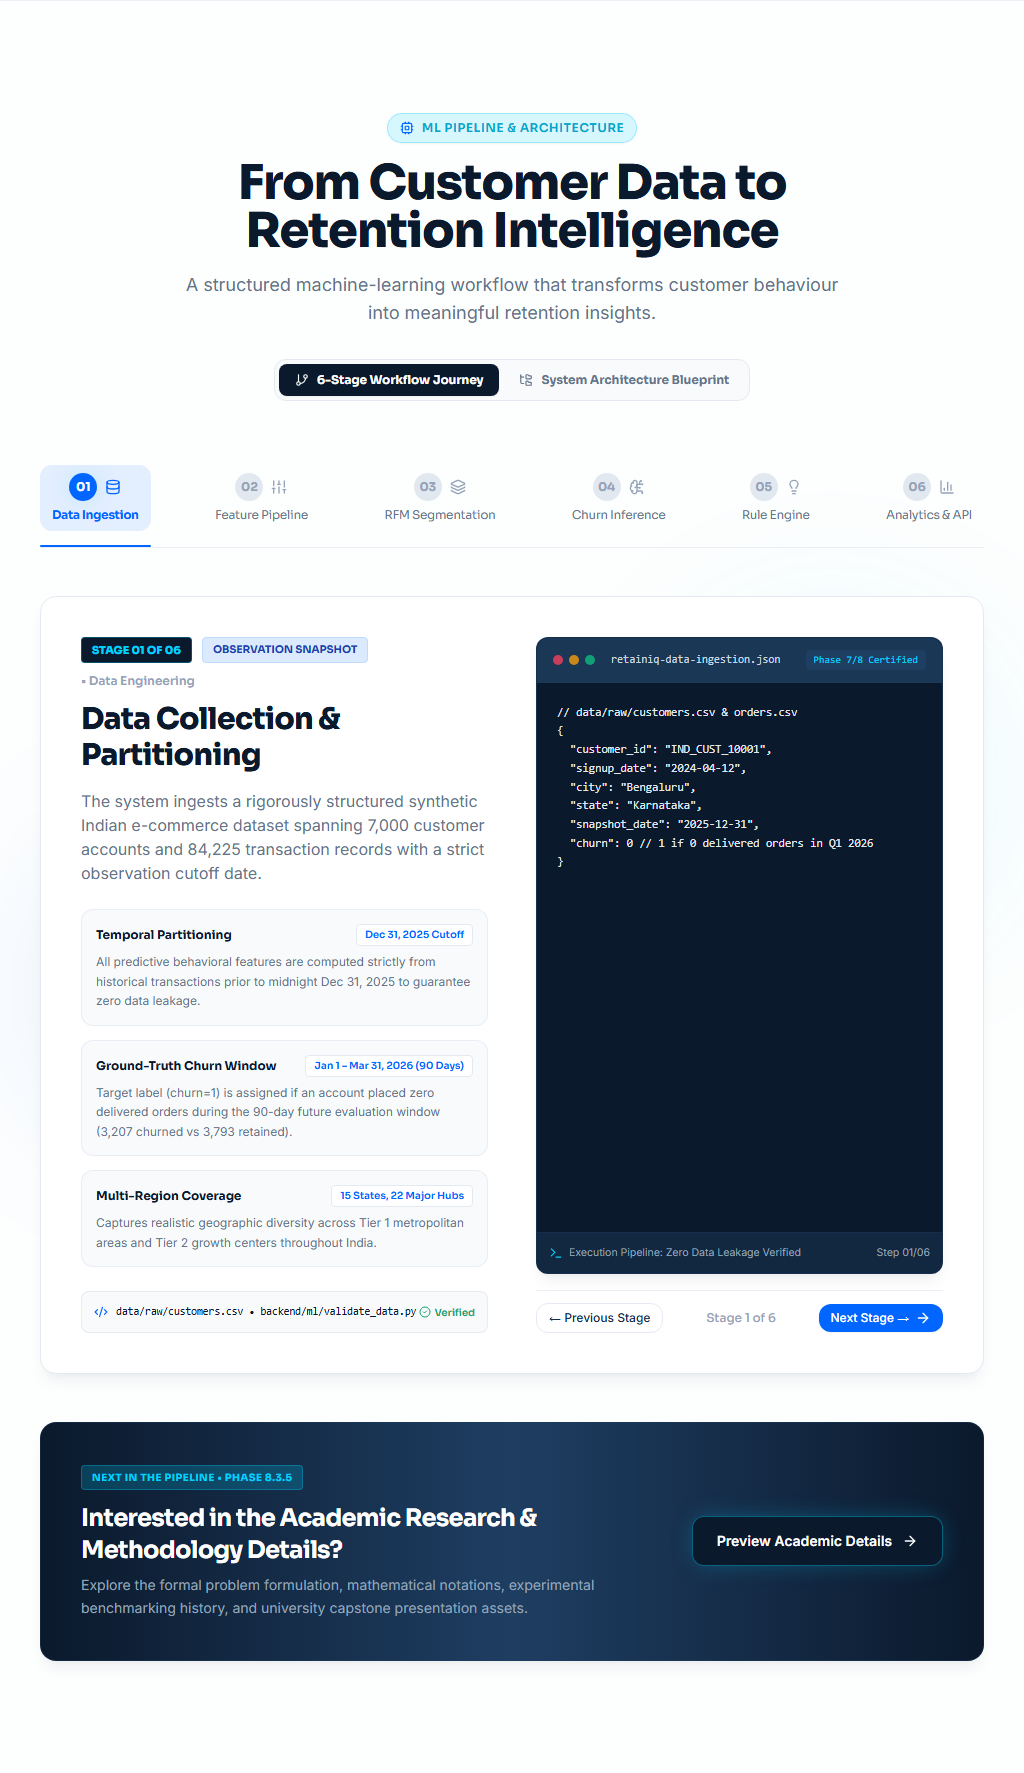 ML PIPELINE & ARCHITECTURE
From Customer Data to
Retention Intelligence
A structured machine-learning workflow that transforms customer behaviour
into meaningful retention insights.
6-Stage Workflow Journey
System Architecture Blueprint
01
Data Ingestion
02
Feature Pipeline
03
RFM Segmentation
04
Churn Inference
05
Rule Engine
06
Analytics & API
STAGE 01 OF 06
OBSERVATION SNAPSHOT
• Data Engineering
Data Collection &
Partitioning
The system ingests a rigorously structured synthetic
Indian e-commerce dataset spanning 7,000 customer
accounts and 84,225 transaction records with a strict
observation cutoff date.
Temporal Partitioning
Dec 31, 2025 Cutoff
All predictive behavioral features are computed strictly from
historical transactions prior to midnight Dec 31, 2025 to guarantee
zero data leakage.
Ground-Truth Churn Window
Jan 1 – Mar 31, 2026 (90 Days)
Target label (churn=1) is assigned if an account placed zero
delivered orders during the 90-day future evaluation window
(3,207 churned vs 3,793 retained).
Multi-Region Coverage
15 States, 22 Major Hubs
Captures realistic geographic diversity across Tier 1 metropolitan
areas and Tier 2 growth centers throughout India.
data/raw/customers.csv • backend/ml/validate_data.py
Verified
retainiq-data-ingestion.json
Phase 7/8 Certified
// data/raw/customers.csv & orders.csv
{
"customer_id": "IND_CUST_10001",
"signup_date": "2024-04-12",
"city": "Bengaluru",
"state": "Karnataka",
"snapshot_date": "2025-12-31",
"churn": 0 // 1 if 0 delivered orders in Q1 2026
}
Execution Pipeline: Zero Data Leakage Verified
Step 01/06
← Previous Stage
Stage 1 of 6
Next Stage →
NEXT IN THE PIPELINE • PHASE 8.3.5
Interested in the Academic Research &
Methodology Details?
Explore the formal problem formulation, mathematical notations, experimental
benchmarking history, and university capstone presentation assets.
Preview Academic Details